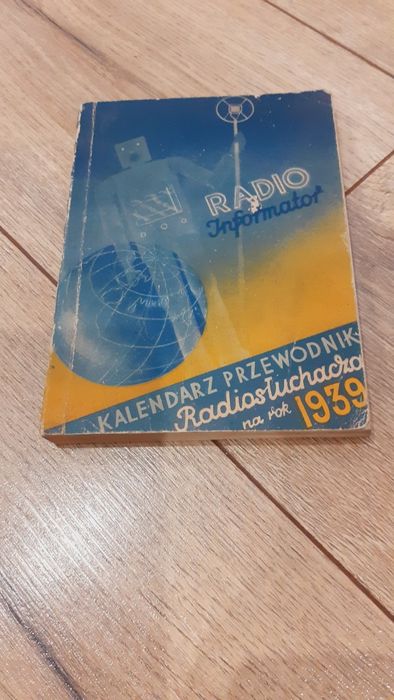 RADIO
Informator
KALENDARZ PRZEWODNIK
Radiosłuchacza
na rok 1939